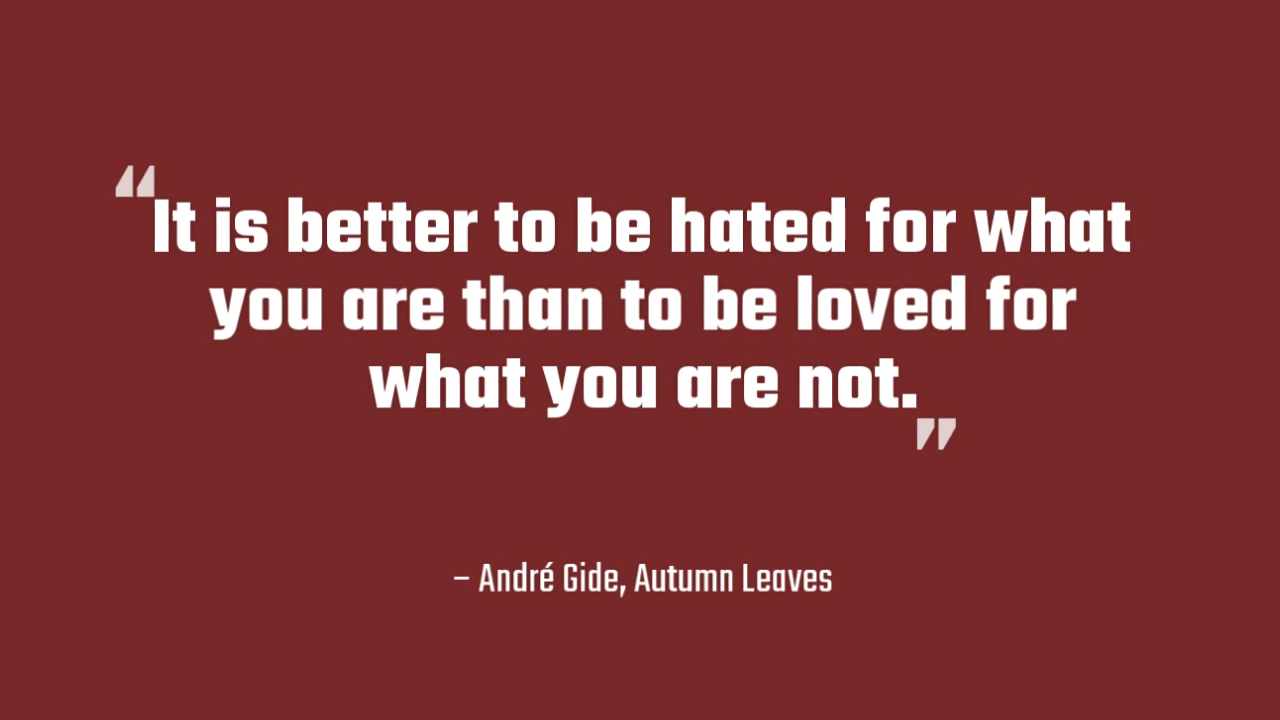 “It is better to be hated for what
you are than to be loved for
what you are not.”
– André Gide, Autumn Leaves